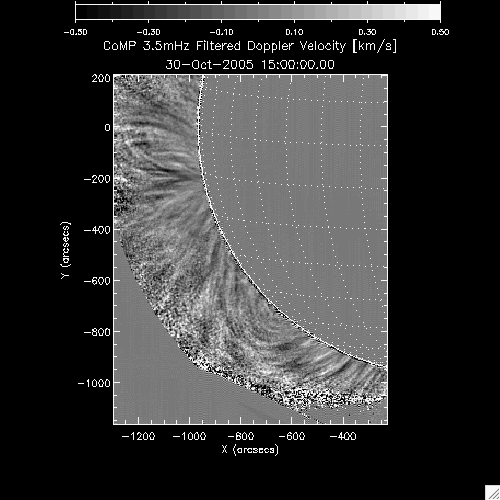 -0.50 -0.30 -0.10 0.10 0.30 0.50
CoMP 3.5mHz Filtered Doppler Velocity [km/s]
30-Oct-2005 15:00:00.00
200
0
-200
-400
-600
-800
-1000
Y (arcsecs)
-1200 -1000 -800 -600 -400
X (arcsecs)